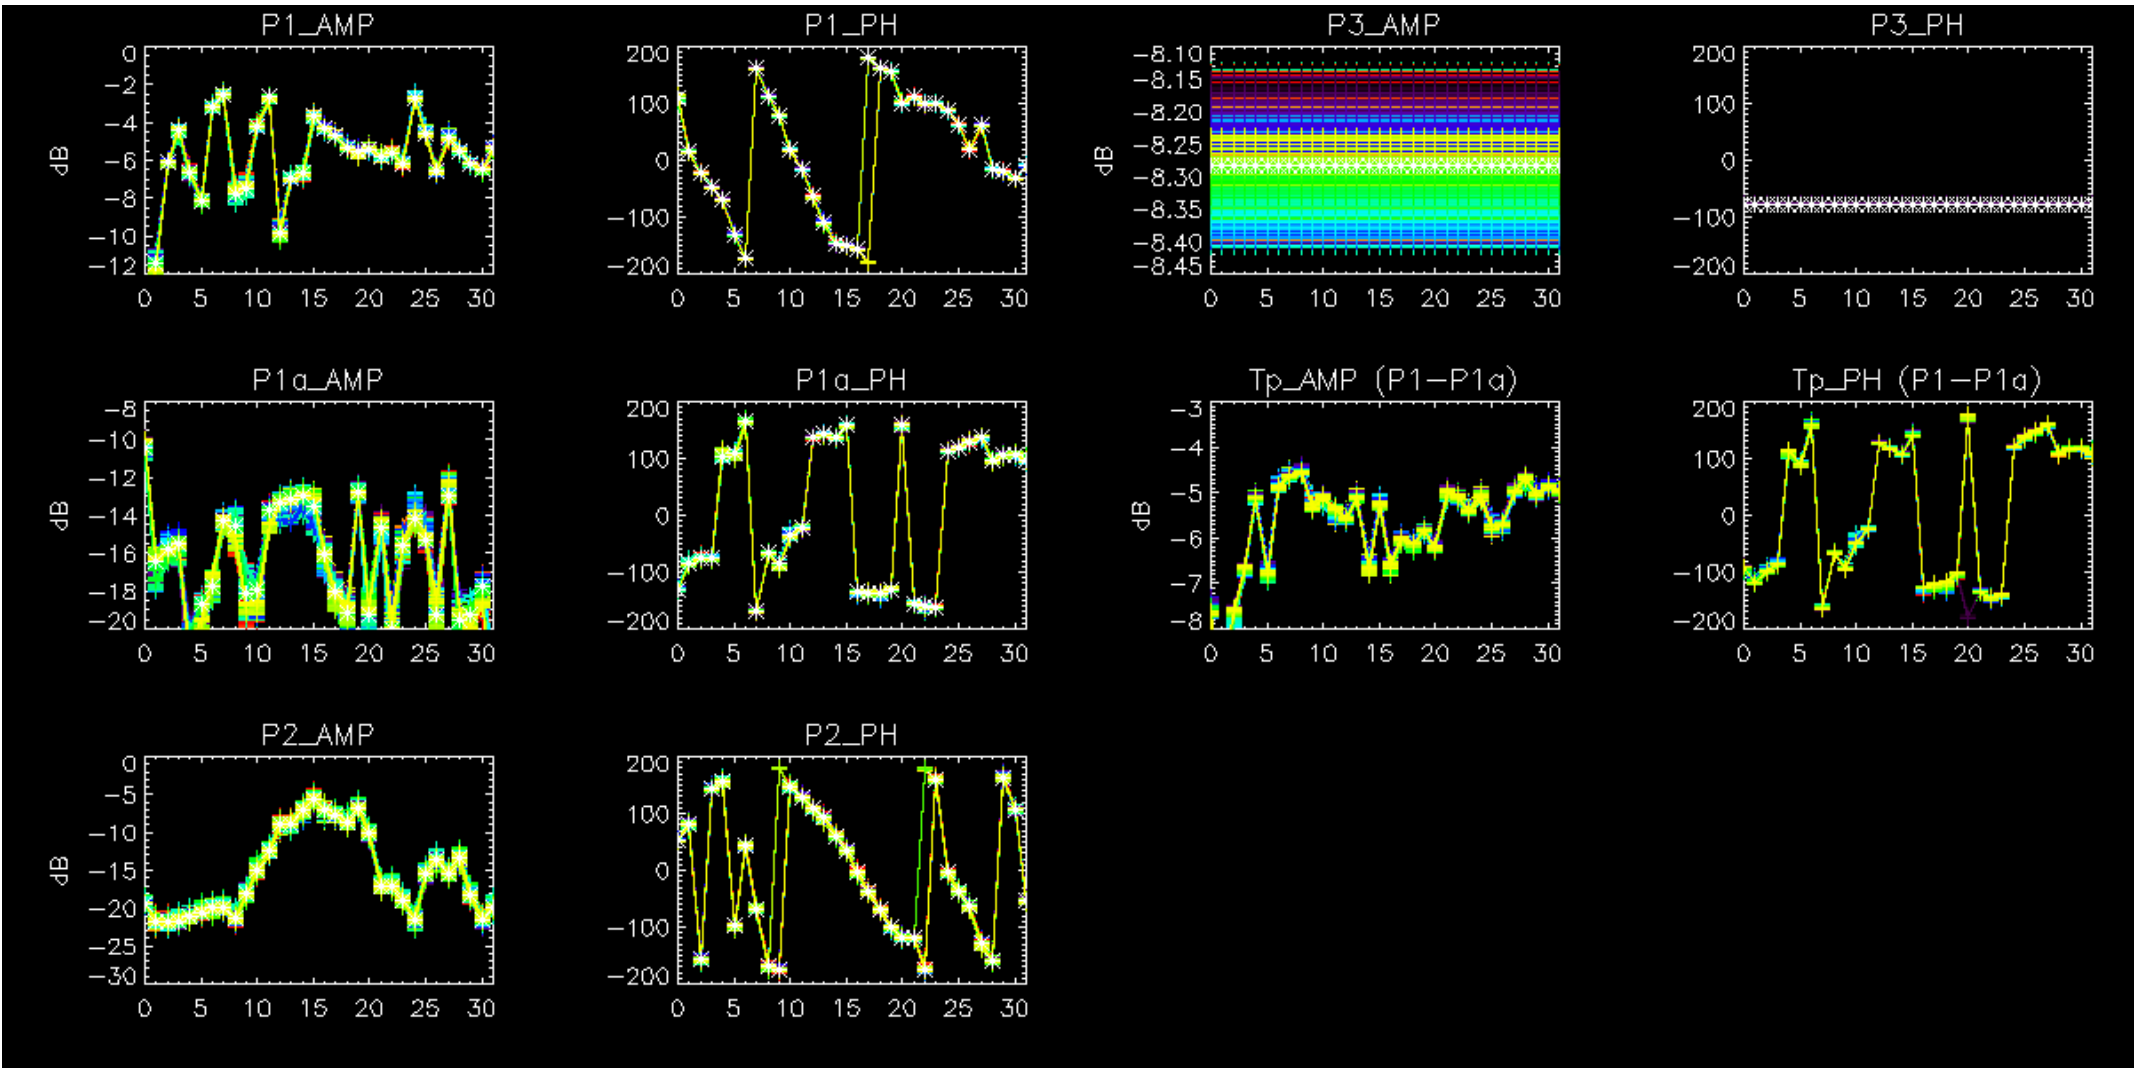 P1_AMP
P1_PH
P3_AMP
P3_PH
dB
0
−2
−4
−6
−8
−10
−12
0 5 10 15 20 25 30
200
100
0
−100
−200
0 5 10 15 20 25 30
dB
−8.10
−8.15
−8.20
−8.25
−8.30
−8.35
−8.40
−8.45
0 5 10 15 20 25 30
200
100
0
−100
−200
0 5 10 15 20 25 30
P1a_AMP
P1a_PH
Tp_AMP (P1−P1a)
Tp_PH (P1−P1a)
dB
−8
−10
−12
−14
−16
−18
−20
0 5 10 15 20 25 30
200
100
0
−100
−200
0 5 10 15 20 25 30
dB
−3
−4
−5
−6
−7
−8
0 5 10 15 20 25 30
200
100
0
−100
−200
0 5 10 15 20 25 30
P2_AMP
P2_PH
dB
0
−5
−10
−15
−20
−25
−30
0 5 10 15 20 25 30
200
100
0
−100
−200
0 5 10 15 20 25 30